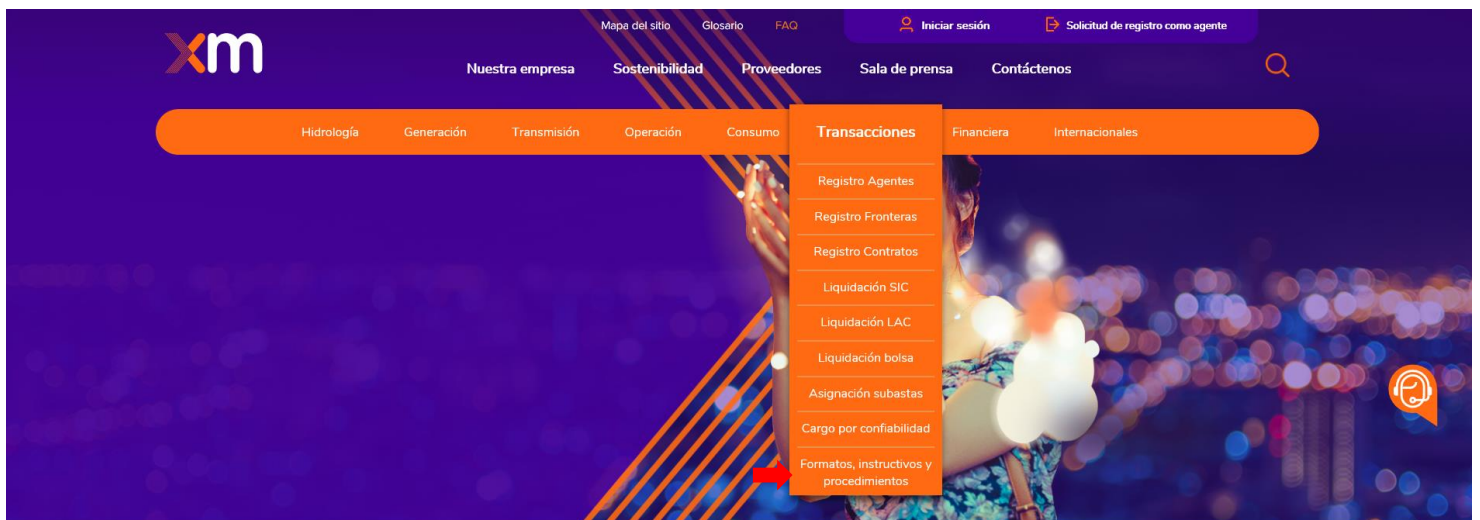 Mapa del sitio Glosario FAQ Iniciar sesión Solicitud de registro como agente
xm
Nuestra empresa Sostenibilidad Proveedores Sala de prensa Contáctenos
Hidrología Generación Transmisión Operación Consumo Transacciones Financiera Internacionales
Registro Agentes
Registro Fronteras
Registro Contratos
Liquidación SIC
Liquidación LAC
Liquidación bolsa
Asignación subastas
Cargo por confiabilidad
Formatos, instructivos y
procedimientos